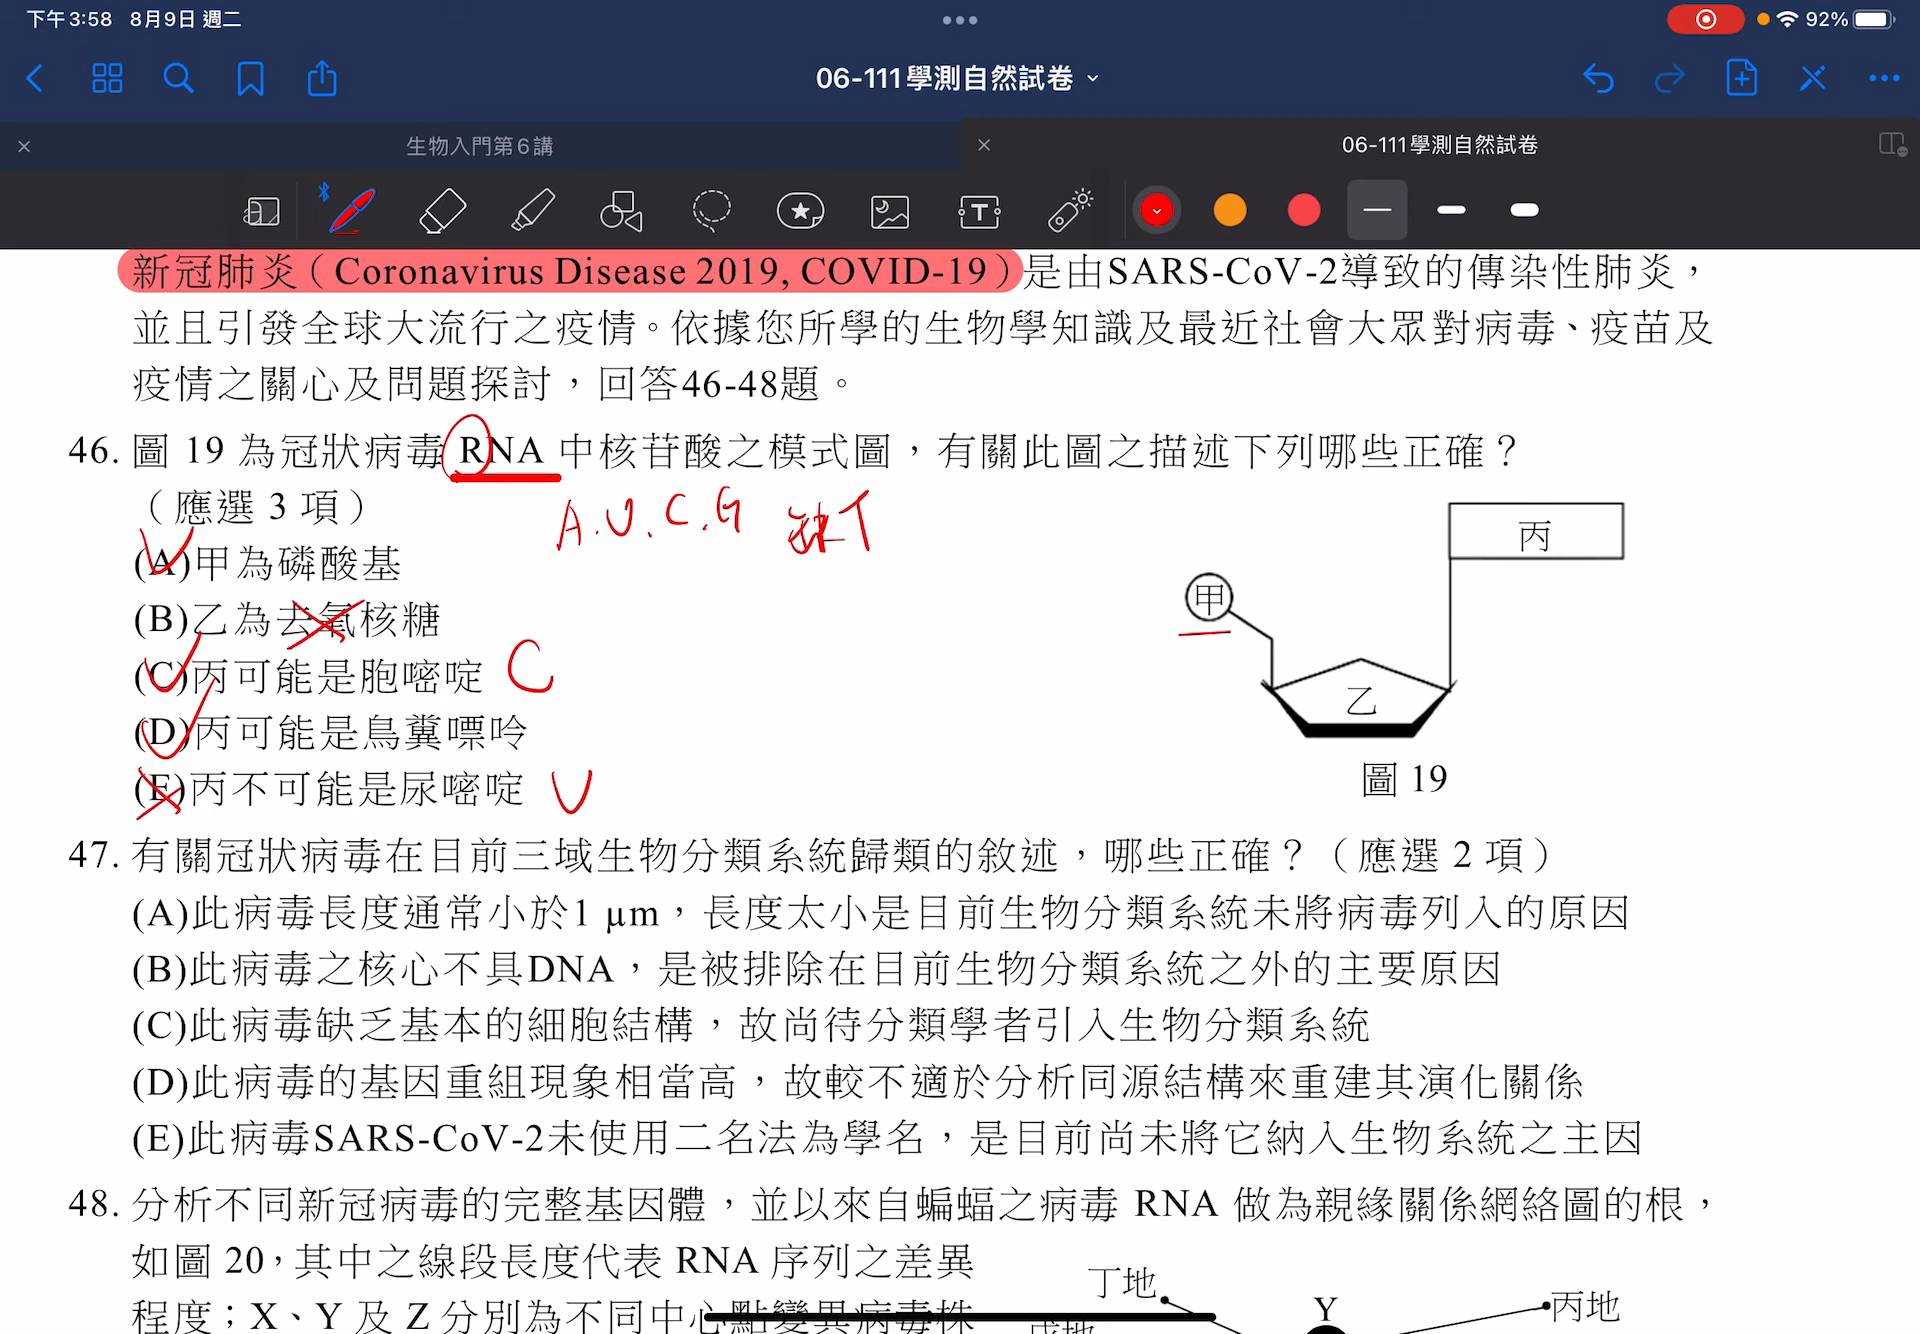 下午3:58 8月9日 週二
92%
06-111學測自然試卷
生物入門第6講
06-111學測自然試卷
新冠肺炎（Coronavirus Disease 2019, COVID-19）是由SARS-CoV-2導致的傳染性肺炎，
並且引發全球大流行之疫情。依據您所學的生物學知識及最近社會大眾對病毒、疫苗及
疫情之關心及問題探討，回答46-48題。
46. 圖 19 為冠狀病毒 RNA 中核苷酸之模式圖，有關此圖之描述下列哪些正確？
（應選 3 項）
A.U.C.G 缺T
(A)甲為磷酸基
(B)乙為去氧核糖
(C)丙可能是胞嘧啶 C
(D)丙可能是鳥糞嘌呤
(E)丙不可能是尿嘧啶 U
丙
甲
乙
圖 19
47. 有關冠狀病毒在目前三域生物分類系統歸類的敘述，哪些正確？（應選 2 項）
(A)此病毒長度通常小於1 μm，長度太小是目前生物分類系統未將病毒列入的原因
(B)此病毒之核心不具DNA，是被排除在目前生物分類系統之外的主要原因
(C)此病毒缺乏基本的細胞結構，故尚待分類學者引入生物分類系統
(D)此病毒的基因重組現象相當高，故較不適於分析同源結構來重建其演化關係
(E)此病毒SARS-CoV-2未使用二名法為學名，是目前尚未將它納入生物系統之主因
48. 分析不同新冠病毒的完整基因體，並以來自蝙蝠之病毒 RNA 做為親緣關係網絡圖的根，
如圖 20，其中之線段長度代表 RNA 序列之差異
程度；X、Y 及 Z 分別為不同中心點變異病毒株
丁地
Y
丙地
戊地